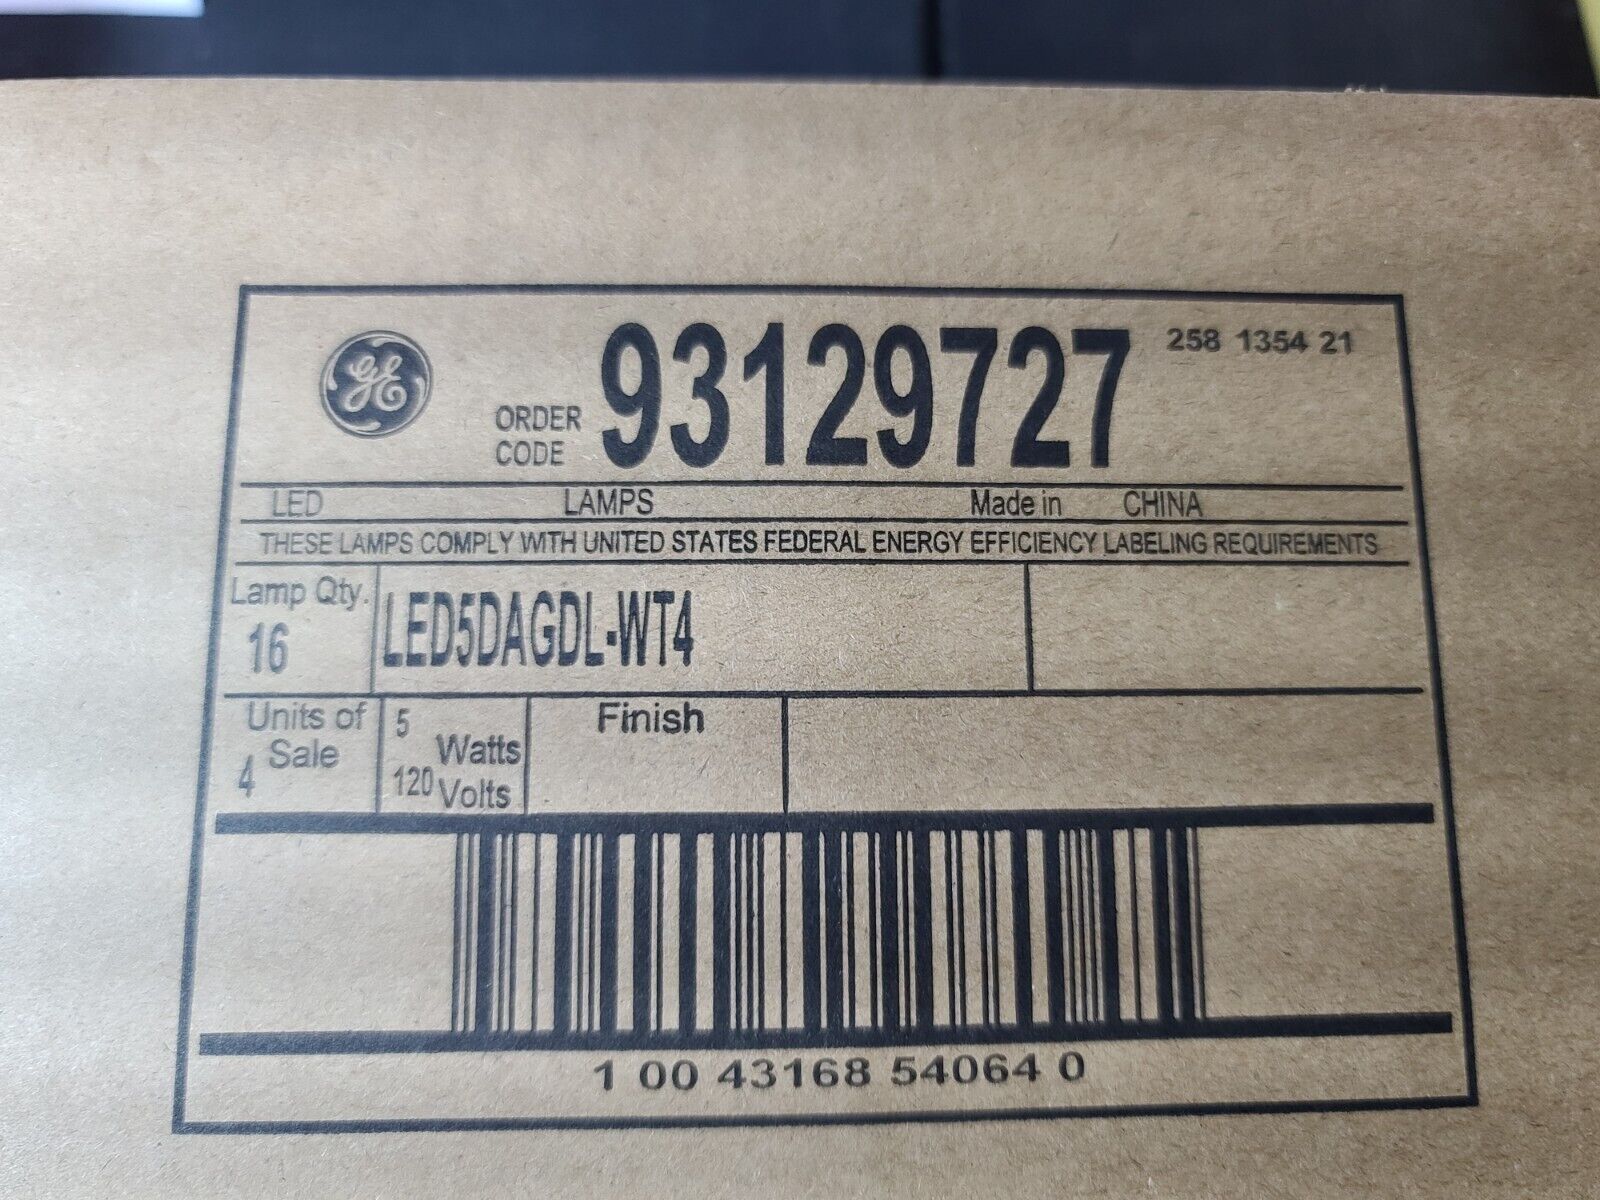 GE
ORDER CODE 93129727 258 1354 21
LED LAMPS Made in CHINA
THESE LAMPS COMPLY WITH UNITED STATES FEDERAL ENERGY EFFICIENCY LABELING REQUIREMENTS
Lamp Qty.
16
LED5DAGDL-WT4
Units of Sale
4
5 Watts
120 Volts
Finish
1 00 43168 54064 0